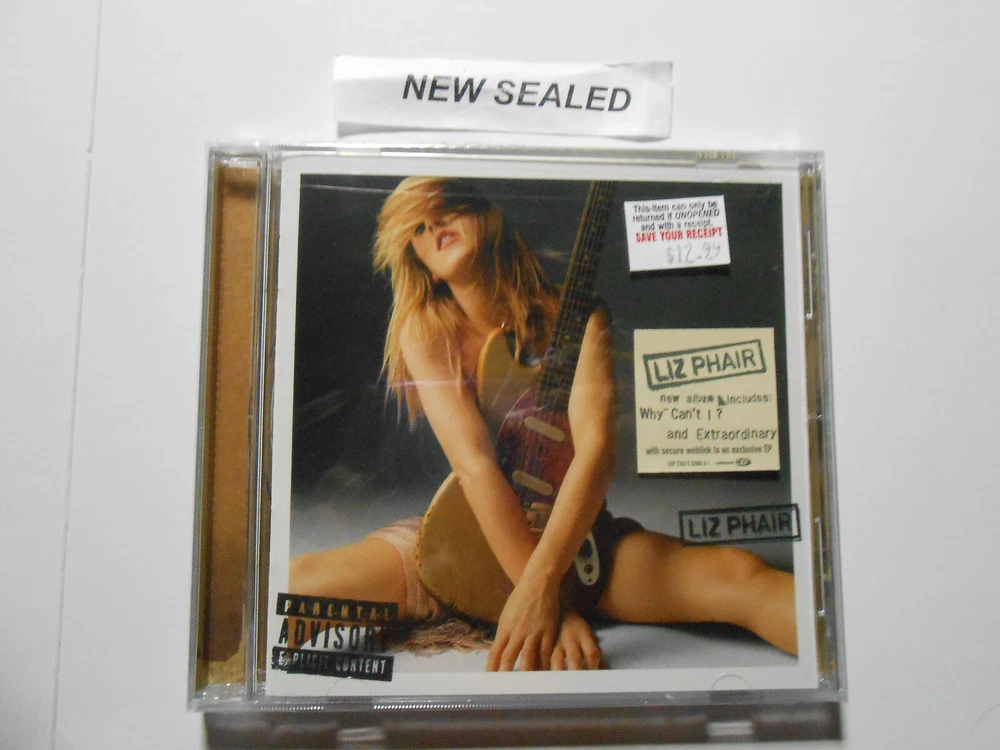 NEW SEALED
This item can only be
returned if UNOPENED
and with a receipt.
SAVE YOUR RECEIPT
$12.99
LIZ PHAIR
new album includes:
Why Can't I?
and Extraordinary
with secure weblink to an exclusive EP
LIZ PHAIR
PARENTAL
ADVISORY
EXPLICIT CONTENT